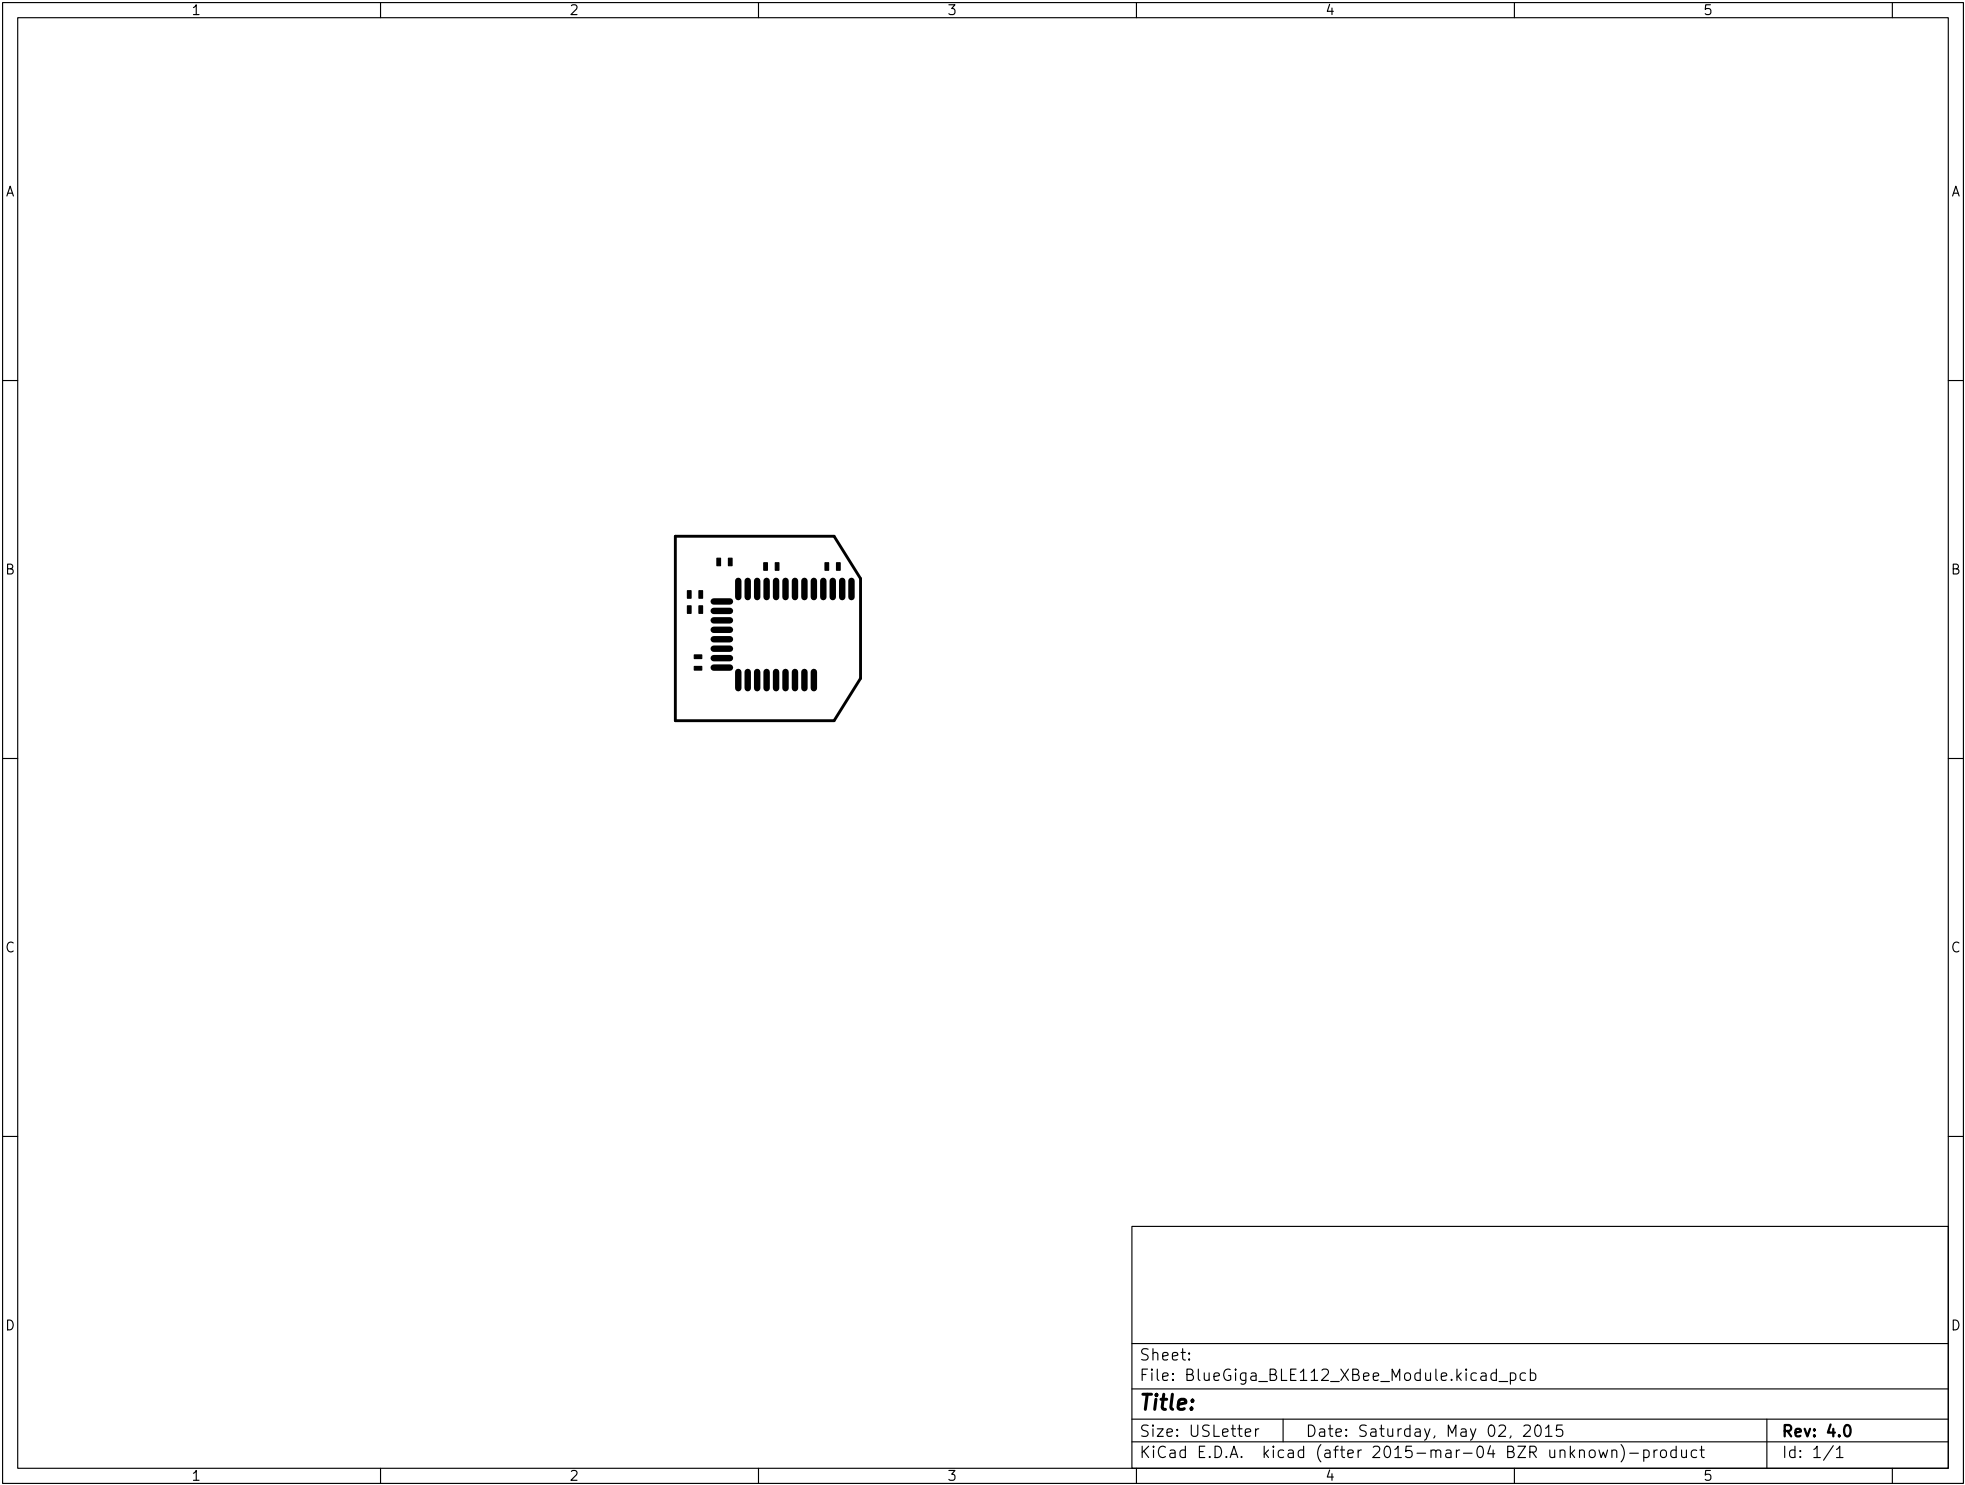 1 2 3 4 5
A A
B B
C C
D D
Sheet:
File: BlueGiga_BLE112_XBee_Module.kicad_pcb
Title:
Size: USLetter Date: Saturday, May 02, 2015 Rev: 4.0
KiCad E.D.A. kicad (after 2015-mar-04 BZR unknown)-product Id: 1/1
1 2 3 4 5